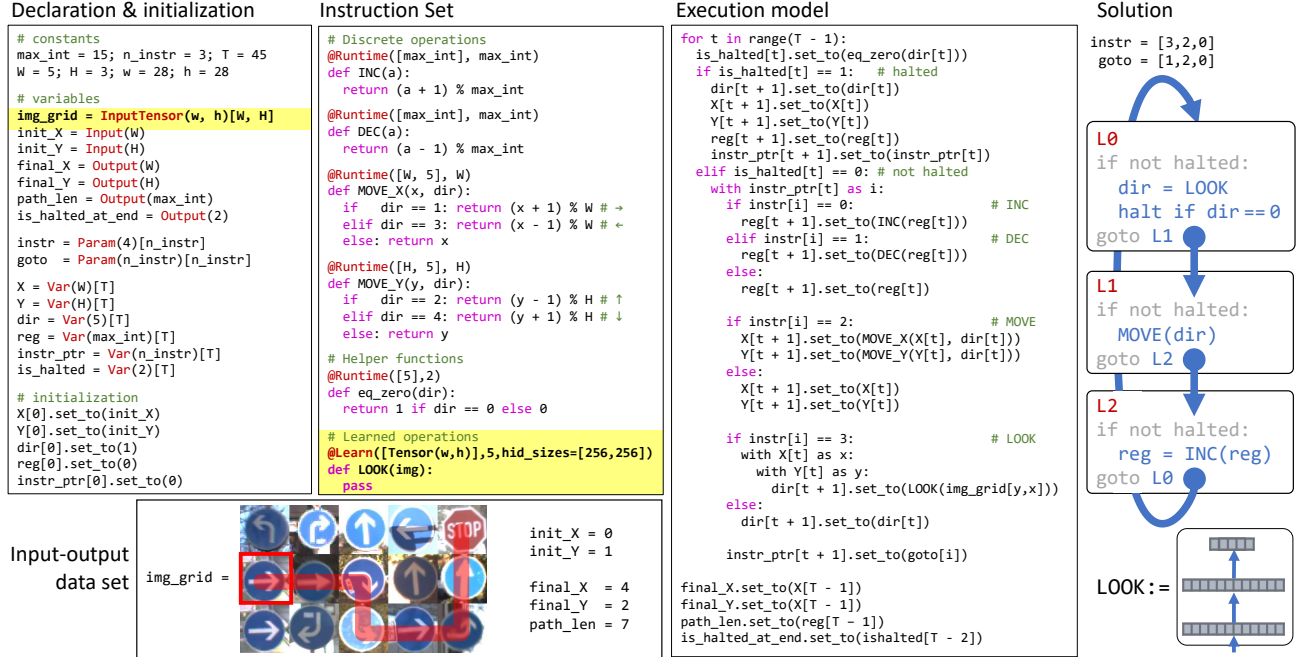 Declaration & initialization
# constants
max_int = 15; n_instr = 3; T = 45
W = 5; H = 3; w = 28; h = 28
# variables
img_grid = InputTensor(w, h)[W, H]
init_X = Input(W)
init_Y = Input(H)
final_X = Output(W)
final_Y = Output(H)
path_len = Output(max_int)
is_halted_at_end = Output(2)
instr = Param(4)[n_instr]
goto  = Param(n_instr)[n_instr]
X = Var(W)[T]
Y = Var(H)[T]
dir = Var(5)[T]
reg = Var(max_int)[T]
instr_ptr = Var(n_instr)[T]
is_halted = Var(2)[T]
# initialization
X[0].set_to(init_X)
Y[0].set_to(init_Y)
dir[0].set_to(1)
reg[0].set_to(0)
instr_ptr[0].set_to(0)
Instruction Set
# Discrete operations
@Runtime([max_int], max_int)
def INC(a):
  return (a + 1) % max_int
@Runtime([max_int], max_int)
def DEC(a):
  return (a - 1) % max_int
@Runtime([W, 5], W)
def MOVE_X(x, dir):
  if   dir == 1: return (x + 1) % W # →
  elif dir == 3: return (x - 1) % W # ←
  else: return x
@Runtime([H, 5], H)
def MOVE_Y(y, dir):
  if   dir == 2: return (y - 1) % H # ↑
  elif dir == 4: return (y + 1) % H # ↓
  else: return y
# Helper functions
@Runtime([5],2)
def eq_zero(dir):
  return 1 if dir == 0 else 0
# Learned operations
@Learn([Tensor(w,h)],5,hid_sizes=[256,256])
def LOOK(img):
  pass
Execution model
for t in range(T - 1):
  is_halted[t].set_to(eq_zero(dir[t]))
  if is_halted[t] == 1:   # halted
    dir[t + 1].set_to(dir[t])
    X[t + 1].set_to(X[t])
    Y[t + 1].set_to(Y[t])
    reg[t + 1].set_to(reg[t])
    instr_ptr[t + 1].set_to(instr_ptr[t])
  elif is_halted[t] == 0: # not halted
    with instr_ptr[t] as i:
      if instr[i] == 0:                # INC
        reg[t + 1].set_to(INC(reg[t]))
      elif instr[i] == 1:              # DEC
        reg[t + 1].set_to(DEC(reg[t]))
      else:
        reg[t + 1].set_to(reg[t])
      if instr[i] == 2:                # MOVE
        X[t + 1].set_to(MOVE_X(X[t], dir[t]))
        Y[t + 1].set_to(MOVE_Y(Y[t], dir[t]))
      else:
        X[t + 1].set_to(X[t])
        Y[t + 1].set_to(Y[t])
      if instr[i] == 3:                # LOOK
        with X[t] as x:
          with Y[t] as y:
            dir[t + 1].set_to(LOOK(img_grid[y,x]))
      else:
        dir[t + 1].set_to(dir[t])
      instr_ptr[t + 1].set_to(goto[i])
final_X.set_to(X[T - 1])
final_Y.set_to(X[T - 1])
path_len.set_to(reg[T - 1])
is_halted_at_end.set_to(ishalted[T - 2])
Solution
instr = [3,2,0]
goto = [1,2,0]
L0
if not halted:
  dir = LOOK
  halt if dir == 0
goto L1
L1
if not halted:
  MOVE(dir)
goto L2
L2
if not halted:
  reg = INC(reg)
goto L0
LOOK :=
Input-output
data set
img_grid =
STOP
init_X = 0
init_Y = 1
final_X = 4
final_Y = 2
path_len = 7